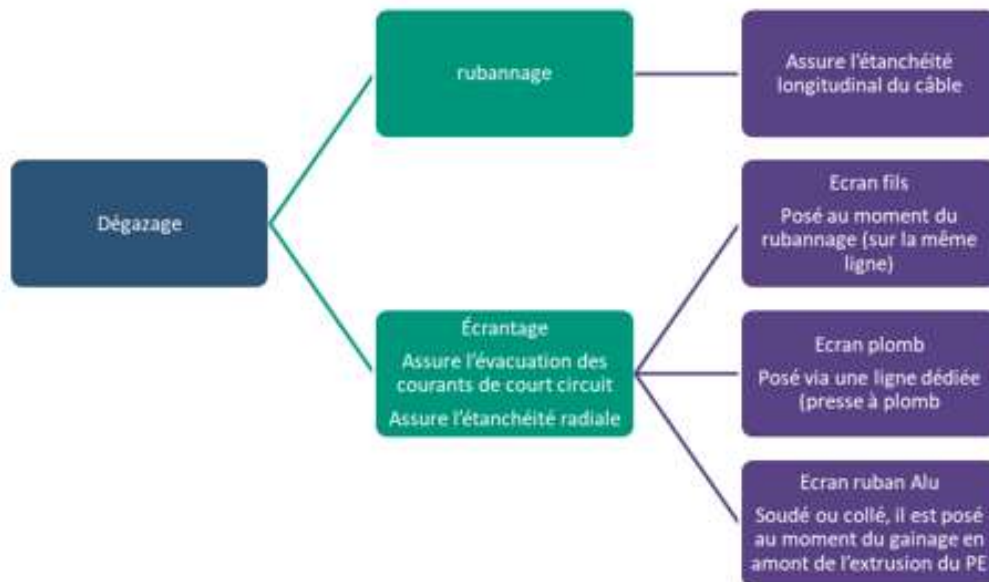 Dégazage
rubannage
Assure l'étanchéité
longitudinal du câble
Écrantage
Assure l'évacuation des
courants de court circuit
Assure l'étanchéité radiale
Ecran fils
Posé au moment du
rubannage (sur la même
ligne)
Ecran plomb
Posé via une ligne dédiée
(presse à plomb
Ecran ruban Alu
Soudé ou collé, il est posé
au moment du gainage en
amont de l'extrusion du PE